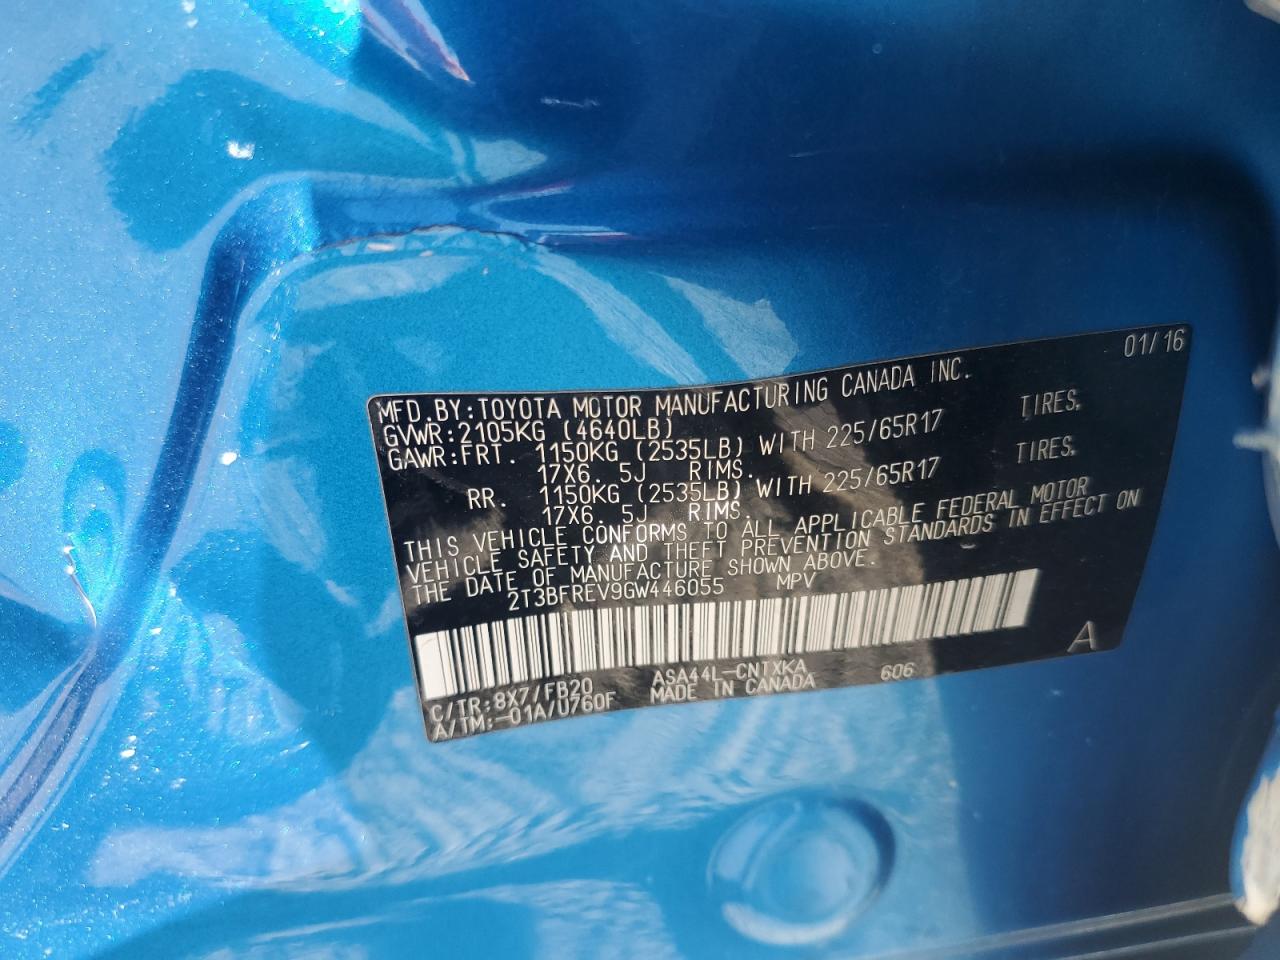 01/16
MFD.BY:TOYOTA MOTOR MANUFACTURING CANADA INC.
GVWR:2105KG (4640LB)
GAWR:FRT. 1150KG (2535LB) WITH 225/65R17 TIRES.
17X6.5J RIMS.
RR. 1150KG (2535LB) WITH 225/65R17 TIRES.
17X6.5J RIMS.
THIS VEHICLE CONFORMS TO ALL APPLICABLE FEDERAL MOTOR
VEHICLE SAFETY AND THEFT PREVENTION STANDARDS IN EFFECT ON
THE DATE OF MANUFACTURE SHOWN ABOVE.
2T3BFREV9GW446055 MPV
A
C/TR:8X7/FB20 ASA44L-CNTXKA 606
A/TM:-01A/U760F MADE IN CANADA